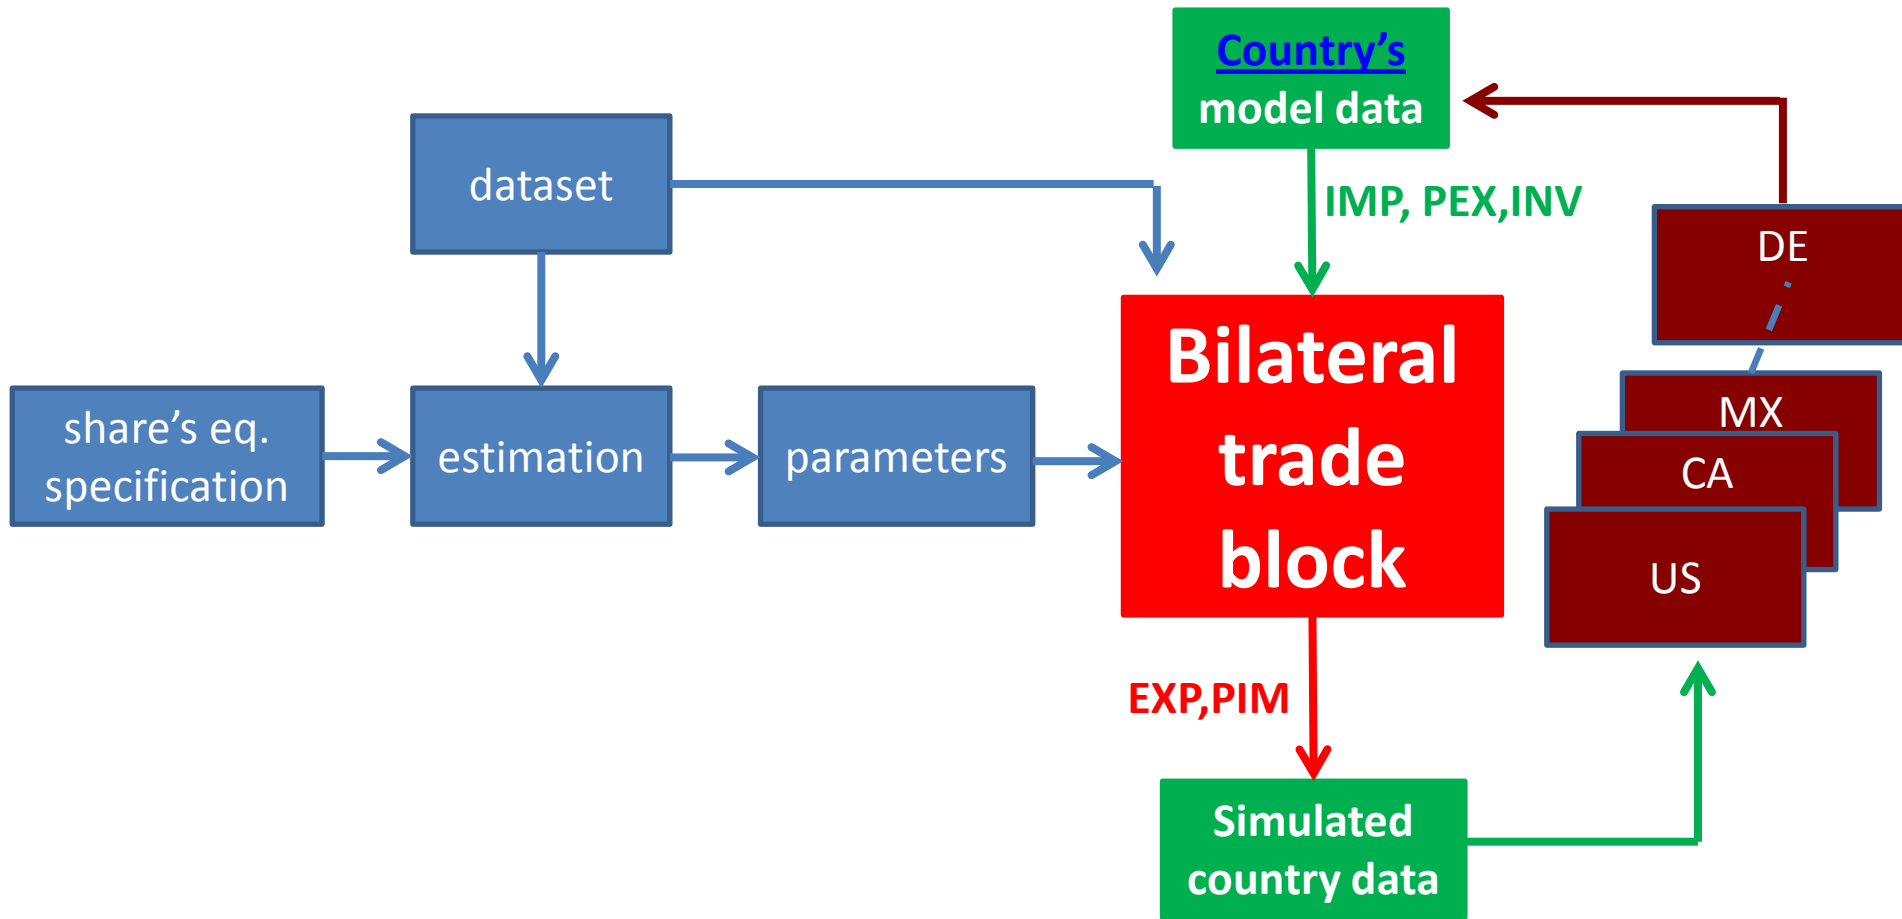 Country’s
model data
dataset
IMP, PEX,INV
DE
Bilateral
trade
block
share’s eq.
specification
estimation
parameters
MX
CA
US
EXP,PIM
Simulated
country data